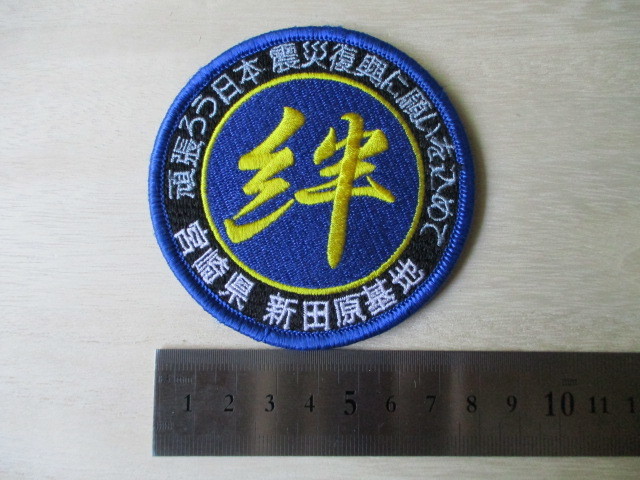 頑張ろう日本 震災復興に願いをこめて
絆
宮崎県 新田原基地
1 2 3 4 5 6 7 8 9 10 11